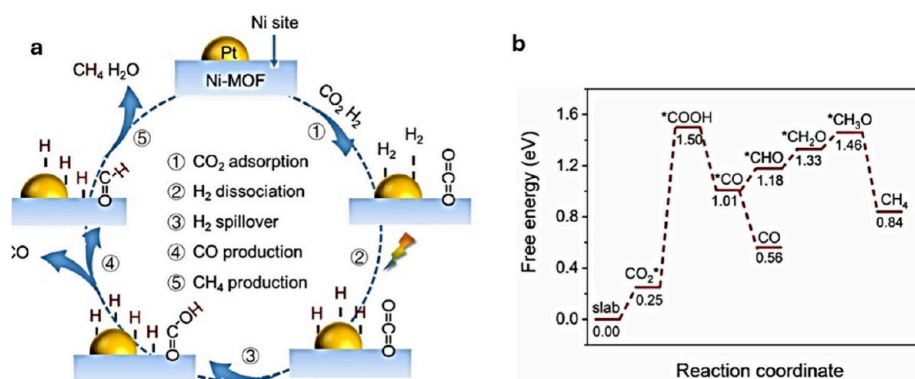 a
Ni site
Pt
Ni-MOF
CH₄ H₂O
CO₂ H₂
⑤
①
H
H
H
C
H
O
H₂
H₂
O=C=O
① CO₂ adsorption
② H₂ dissociation
③ H₂ spillover
④ CO production
⑤ CH₄ production
②
CO
④
H
H
H
H
O
C
OH
③
H
H
H
H
O=C=O
b
Free energy (eV)
1.6
1.2
0.8
0.4
0.0
slab
0.00
CO₂*
0.25
*COOH
1.50
*CO
1.01
*CHO
1.18
*CH₂O
1.33
*CH₃O
1.46
CO
0.56
CH₄
0.84
Reaction coordinate